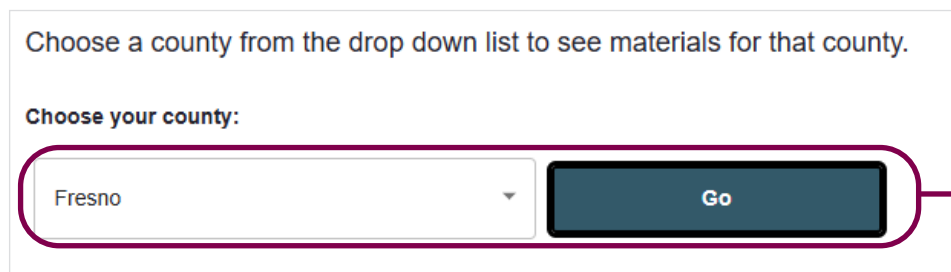 Choose a county from the drop down list to see materials for that county.
Choose your county:
Fresno
Go